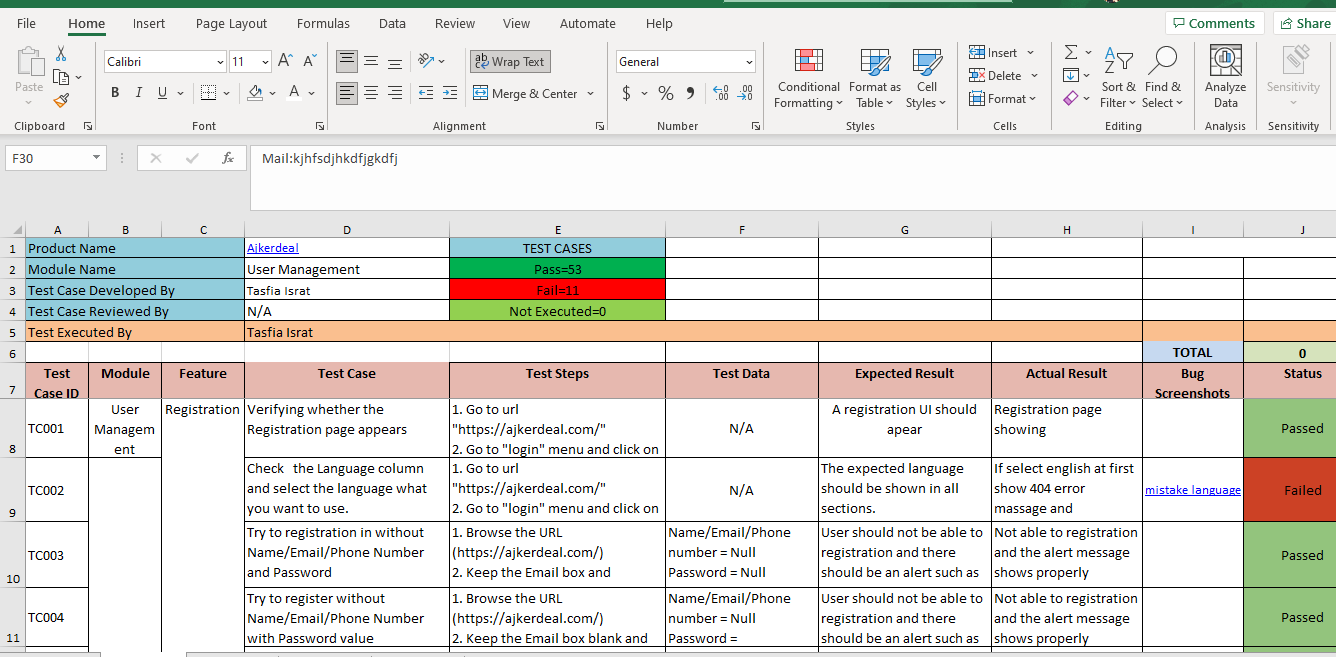 File Home Insert Page Layout Formulas Data Review View Automate Help Comments Share
Calibri 11 ab Wrap Text General Insert
Paste B I U A Merge & Center $ % Conditional Formatting Format as Table Cell Styles Delete Format Sort & Filter Find & Select Analyze Data Sensitivity
Clipboard Font Alignment Number Styles Cells Editing Analysis Sensitivity
F30 fx Mail:kjhfsdjhkdfjgkdfj
A B C D E F G H I J
1 Product Name Ajkerdeal TEST CASES
2 Module Name User Management Pass=53
3 Test Case Developed By Tasfia Israt Fail=11
4 Test Case Reviewed By N/A Not Executed=0
5 Test Executed By Tasfia Israt
6 TOTAL 0
7 Test Case ID Module Feature Test Case Test Steps Test Data Expected Result Actual Result Bug Screenshots Status
8 TC001
User Managem ent
Registration
Verifying whether the
Registration page appears
1. Go to url
"https://ajkerdeal.com/"
2. Go to "login" menu and click on
N/A
A registration UI should
apear
Registration page
showing
Passed
9 TC002
Check the Language column
and select the language what
you want to use.
1. Go to url
"https://ajkerdeal.com/"
2. Go to "login" menu and click on
N/A
The expected language
should be shown in all
sections.
If select english at first
show 404 error
massage and
mistake language
Failed
10 TC003
Try to registration in without
Name/Email/Phone Number
and Password
1. Browse the URL
(https://ajkerdeal.com/)
2. Keep the Email box and
Name/Email/Phone
number = Null
Password = Null
User should not be able to
registration and there
should be an alert such as
Not able to registration
and the alert message
shows properly
Passed
11 TC004
Try to register without
Name/Email/Phone Number
with Password value
1. Browse the URL
(https://ajkerdeal.com/)
2. Keep the Email box blank and
Name/Email/Phone
number = Null
Password =
User should not be able to
registration and there
should be an alert such as
Not able to registration
and the alert message
shows properly
Passed